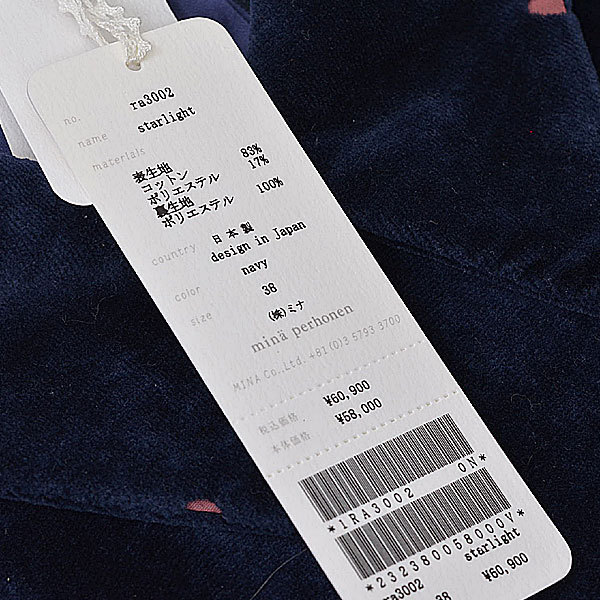 no. ra3002
name starlight
materials
表生地
コットン 83%
ポリエステル 17%
裏生地
ポリエステル 100%
country 日本製
design in Japan
color navy
size 38
(株)ミナ
minä perhonen
MINA Co.,Ltd. +81(0)3 5793 3700
税込価格 ¥60,900
本体価格 ¥58,000
*1RA3002 0N*
*232380058000Y*
ra3002 starlight
38 ¥60,900